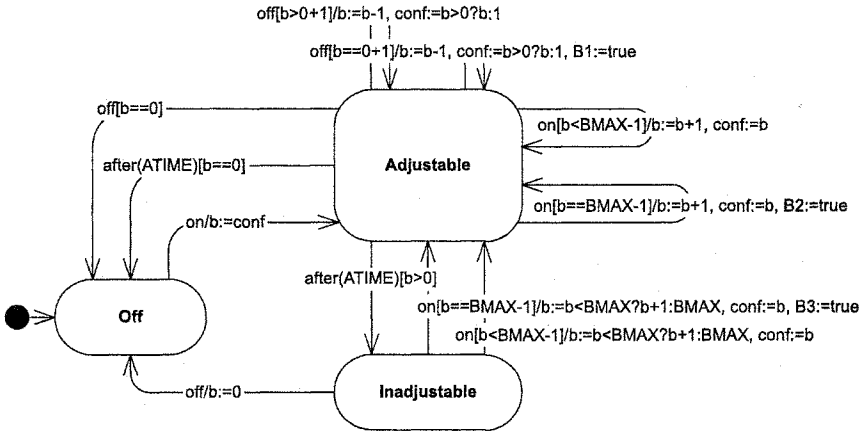 off[b>0+1]/b:=b-1, conf:=b>0?b:1
off[b==0+1]/b:=b-1, conf:=b>0?b:1, B1:=true
off[b==0]
on[b<BMAX-1]/b:=b+1, conf:=b
after(ATIME)[b==0]
Adjustable
on[b==BMAX-1]/b:=b+1, conf:=b, B2:=true
on/b:=conf
after(ATIME)[b>0]
on[b==BMAX-1]/b:=b<BMAX?b+1:BMAX, conf:=b, B3:=true
Off
on[b<BMAX-1]/b:=b<BMAX?b+1:BMAX, conf:=b
off/b:=0
Inadjustable